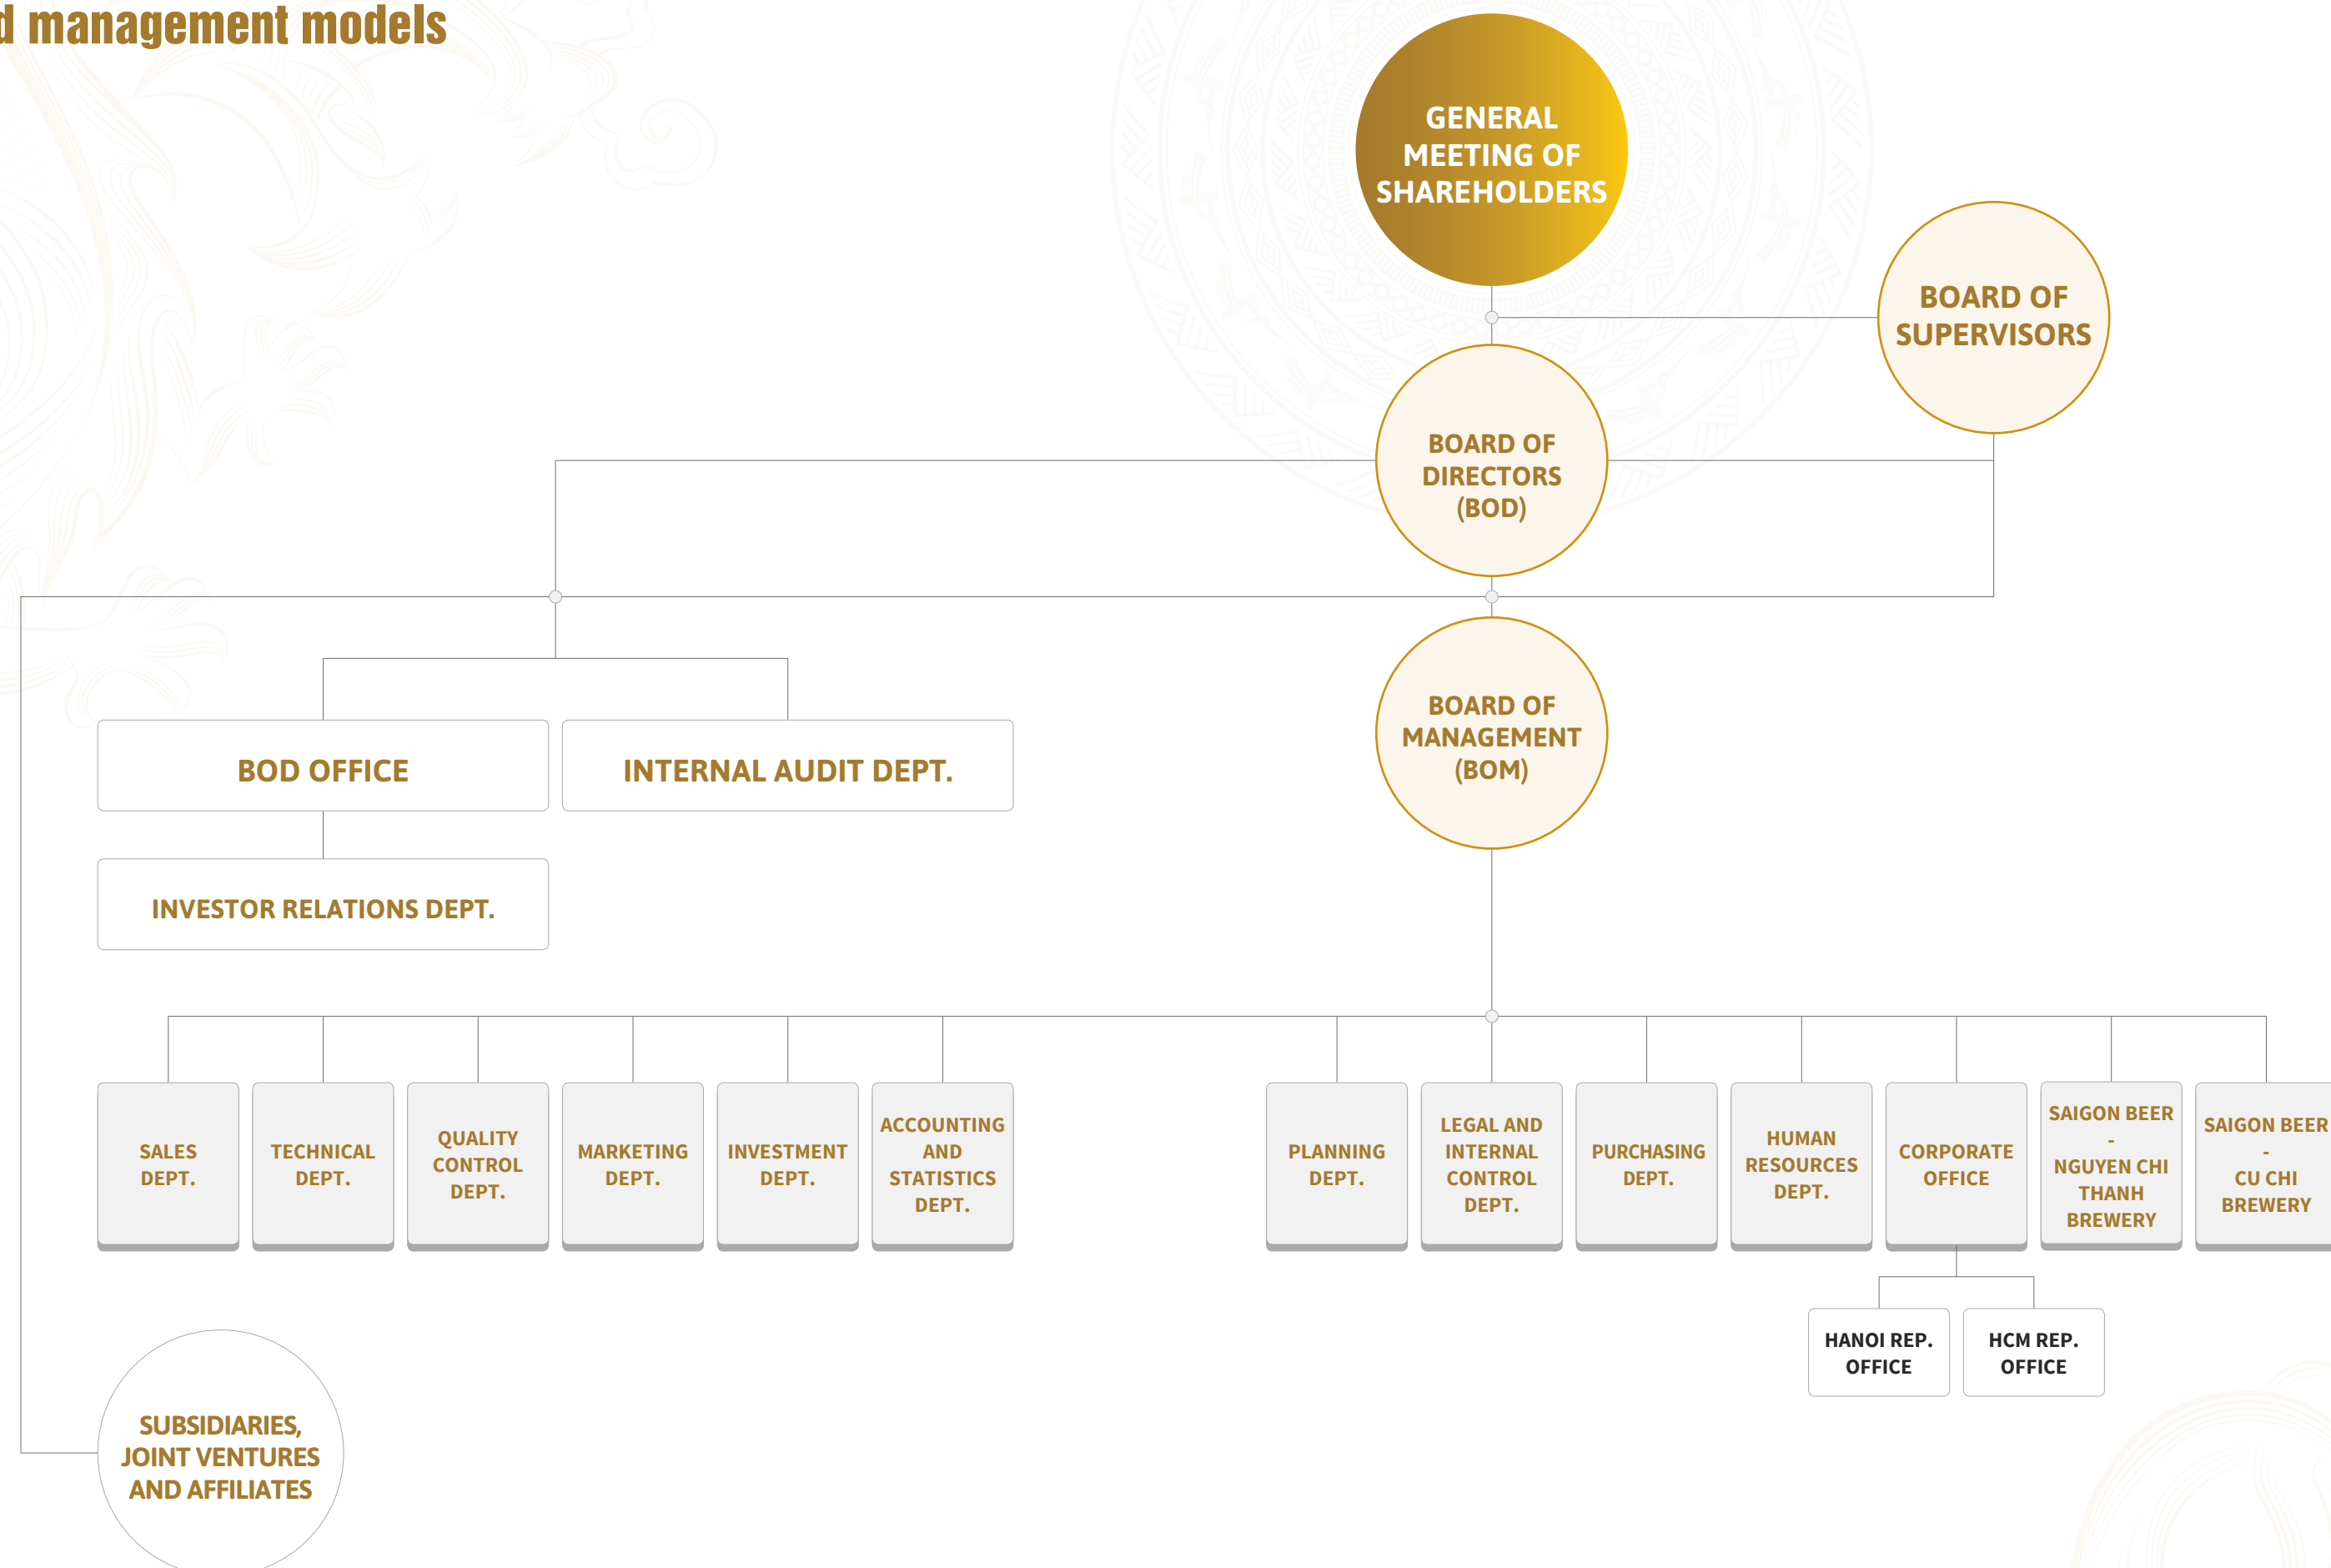 d management models
GENERAL
MEETING OF
SHAREHOLDERS
BOARD OF
SUPERVISORS
BOARD OF
DIRECTORS
(BOD)
BOARD OF
MANAGEMENT
(BOM)
BOD OFFICE
INTERNAL AUDIT DEPT.
INVESTOR RELATIONS DEPT.
SALES
DEPT.
TECHNICAL
DEPT.
QUALITY
CONTROL
DEPT.
MARKETING
DEPT.
INVESTMENT
DEPT.
ACCOUNTING
AND
STATISTICS
DEPT.
PLANNING
DEPT.
LEGAL AND
INTERNAL
CONTROL
DEPT.
PURCHASING
DEPT.
HUMAN
RESOURCES
DEPT.
CORPORATE
OFFICE
SAIGON BEER
-
NGUYEN CHI
THANH
BREWERY
SAIGON BEER
-
CU CHI
BREWERY
HANOI REP.
OFFICE
HCM REP.
OFFICE
SUBSIDIARIES,
JOINT VENTURES
AND AFFILIATES